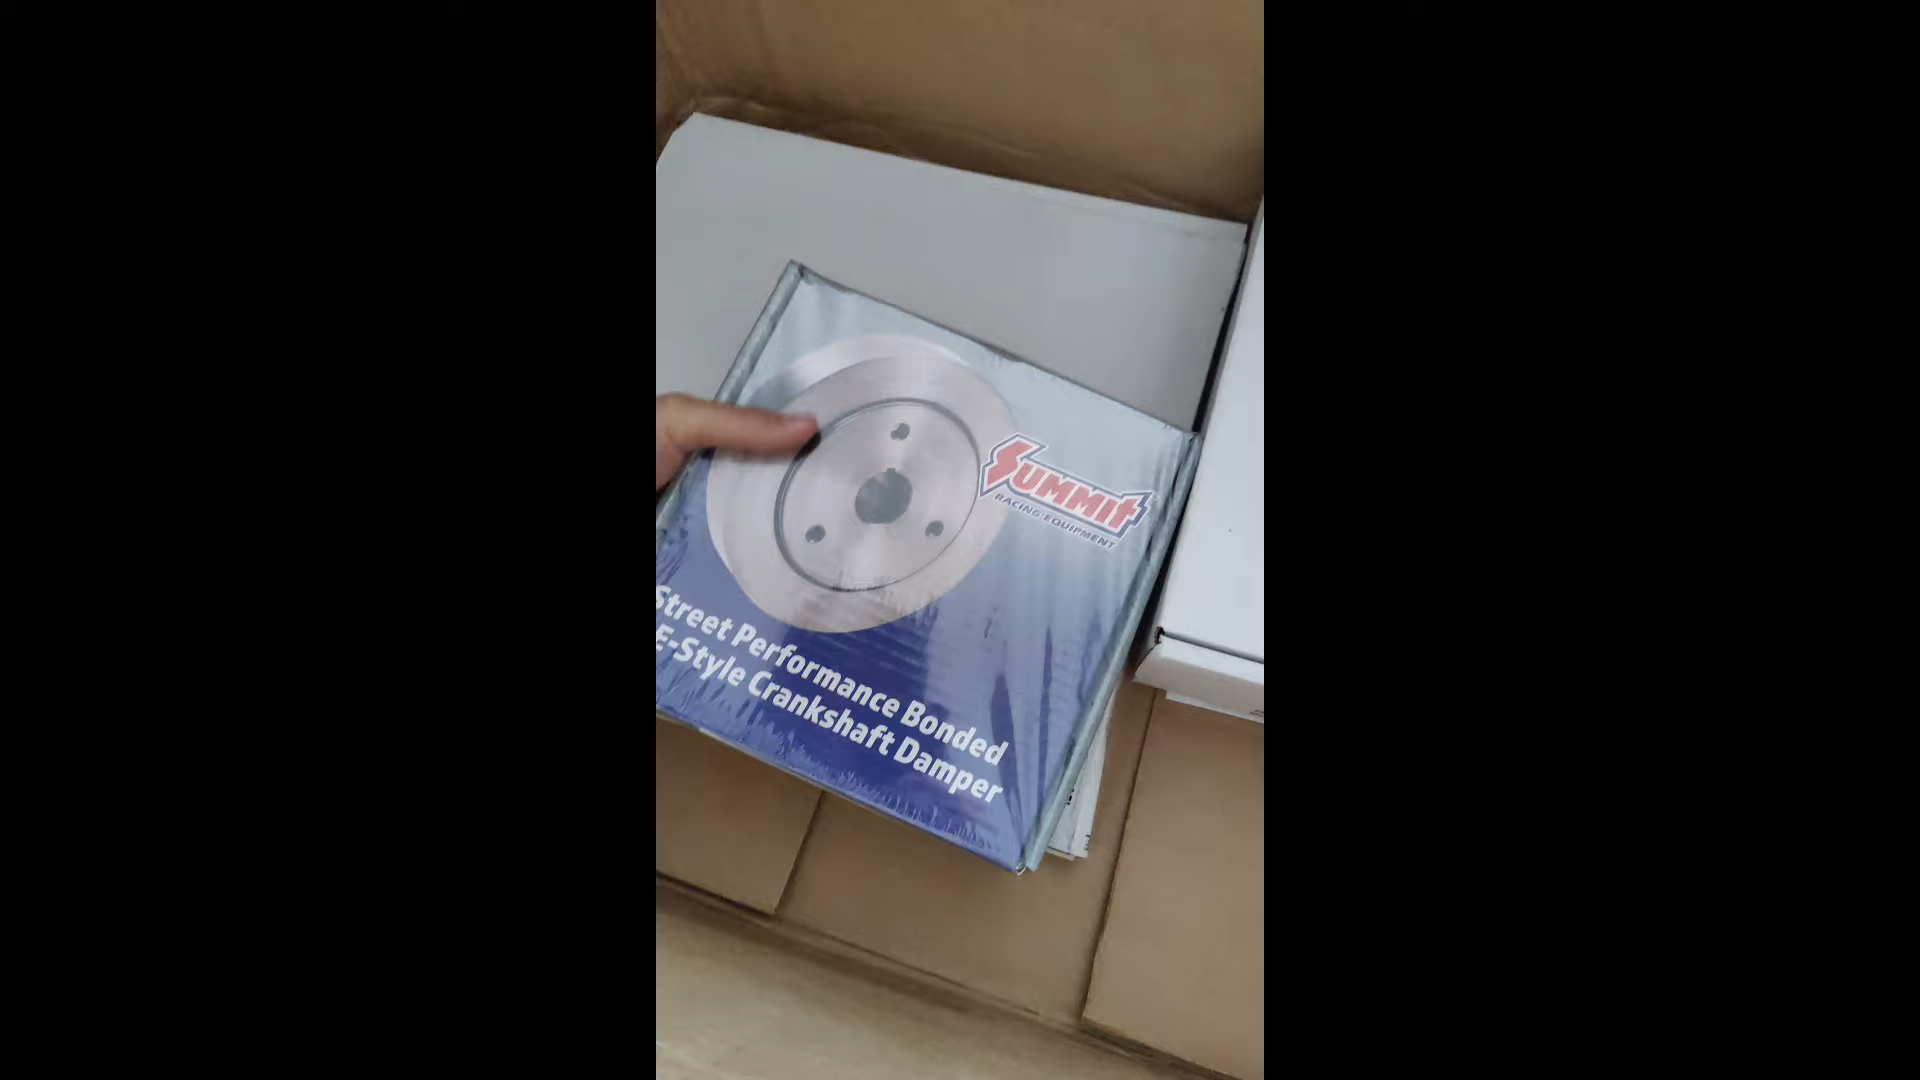 SUMMIT
RACING EQUIPMENT
Street Performance Bonded
E-Style Crankshaft Damper